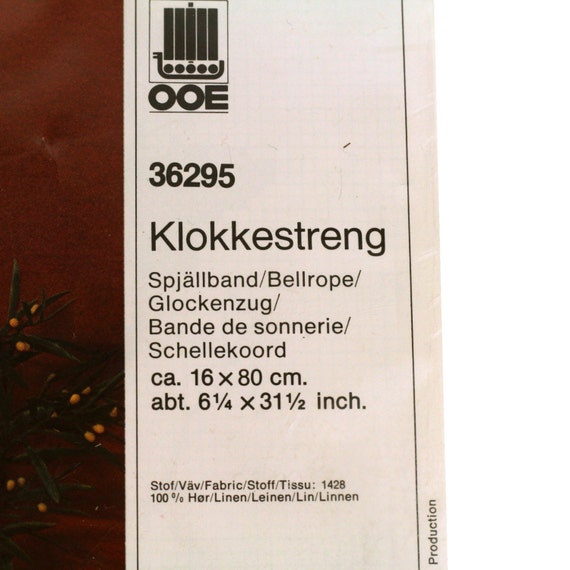 OOE
36295
Klokkestreng
Spjällband/Bellrope/
Glockenzug/
Bande de sonnerie/
Schellekoord
ca. 16 × 80 cm.
abt. 6¼ × 31½ inch.
Stof/Väv/Fabric/Stoff/Tissu: 1428
100 % Hør/Linen/Leinen/Lin/Linnen
Production